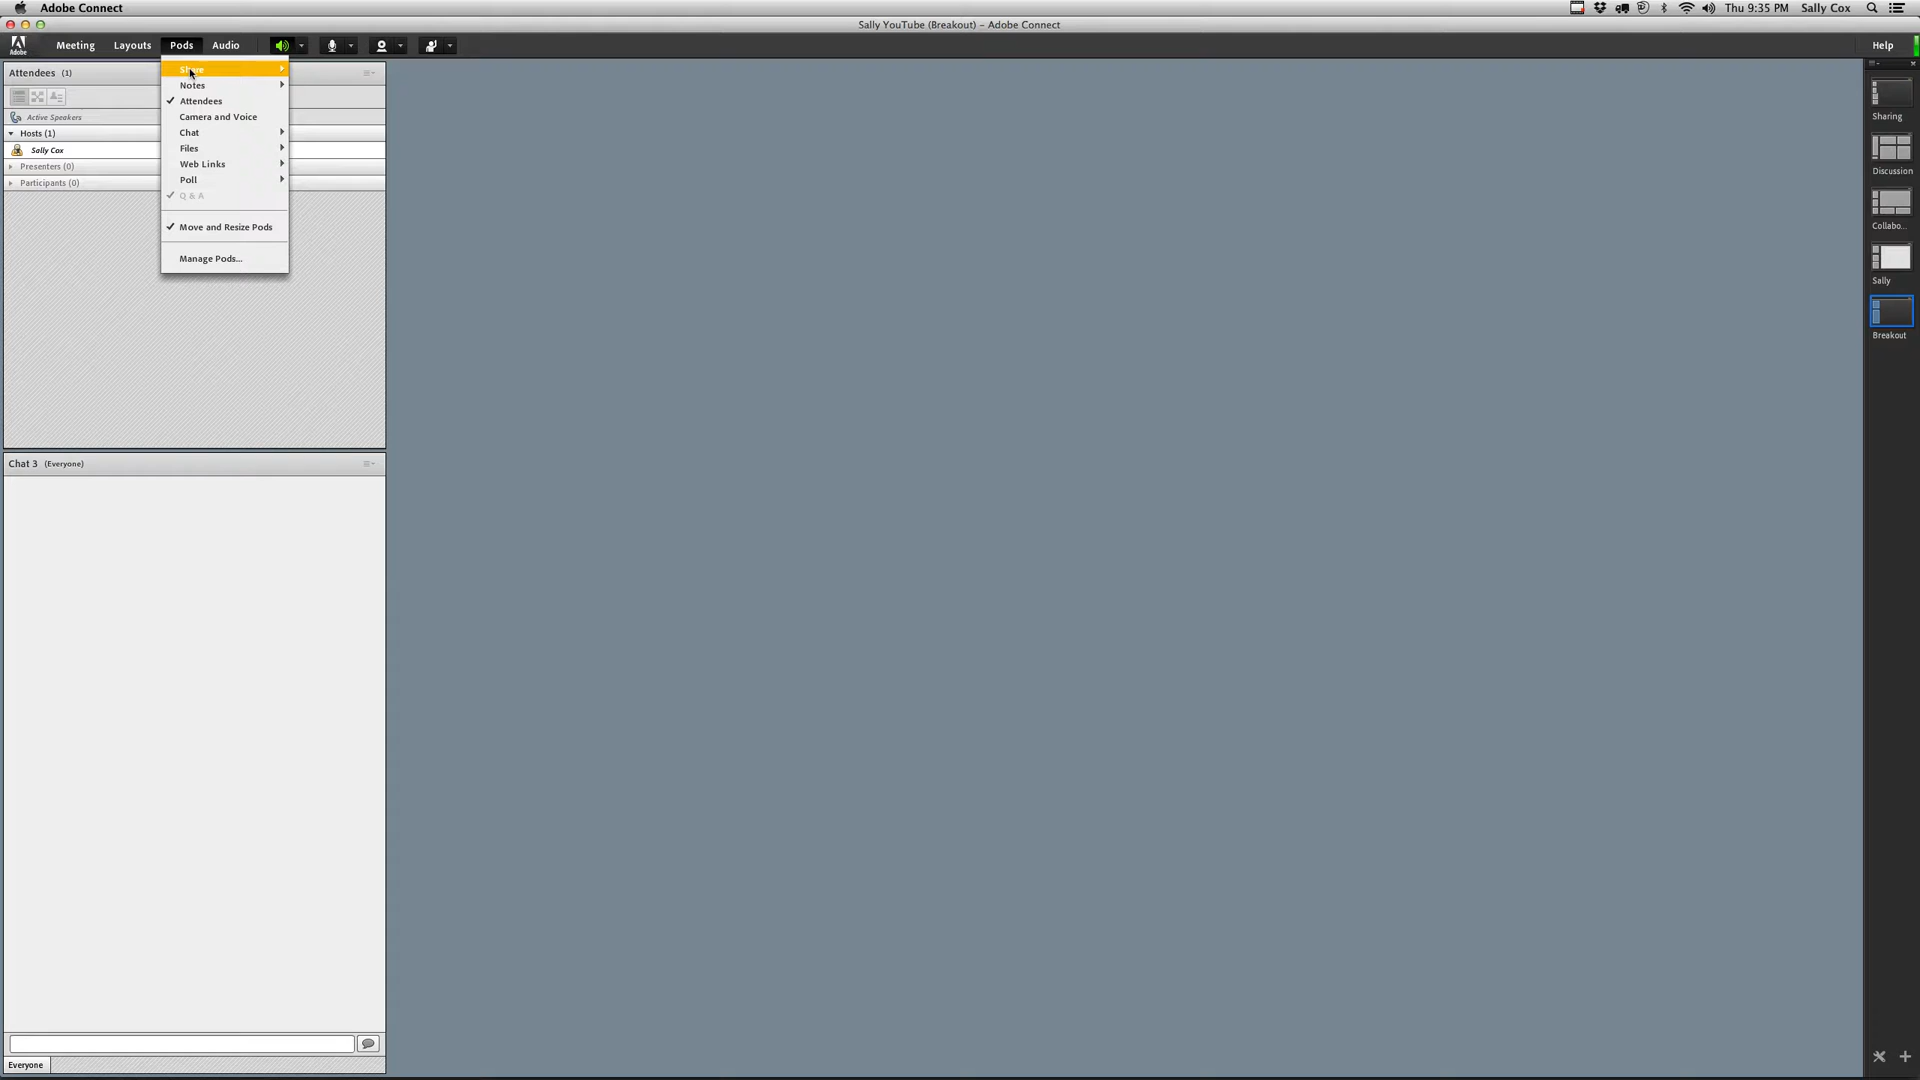 Adobe Connect
Thu 9:35 PM Sally Cox
Sally YouTube (Breakout) – Adobe Connect
Adobe
Meeting Layouts Pods Audio Help
Attendees (1)
Active Speakers
Hosts (1)
Sally Cox
Presenters (0)
Participants (0)
Share
Notes
Attendees
Camera and Voice
Chat
Files
Web Links
Poll
Q & A
Move and Resize Pods
Manage Pods...
Sharing
Discussion
Collabo...
Sally
Breakout
Chat 3 (Everyone)
Everyone